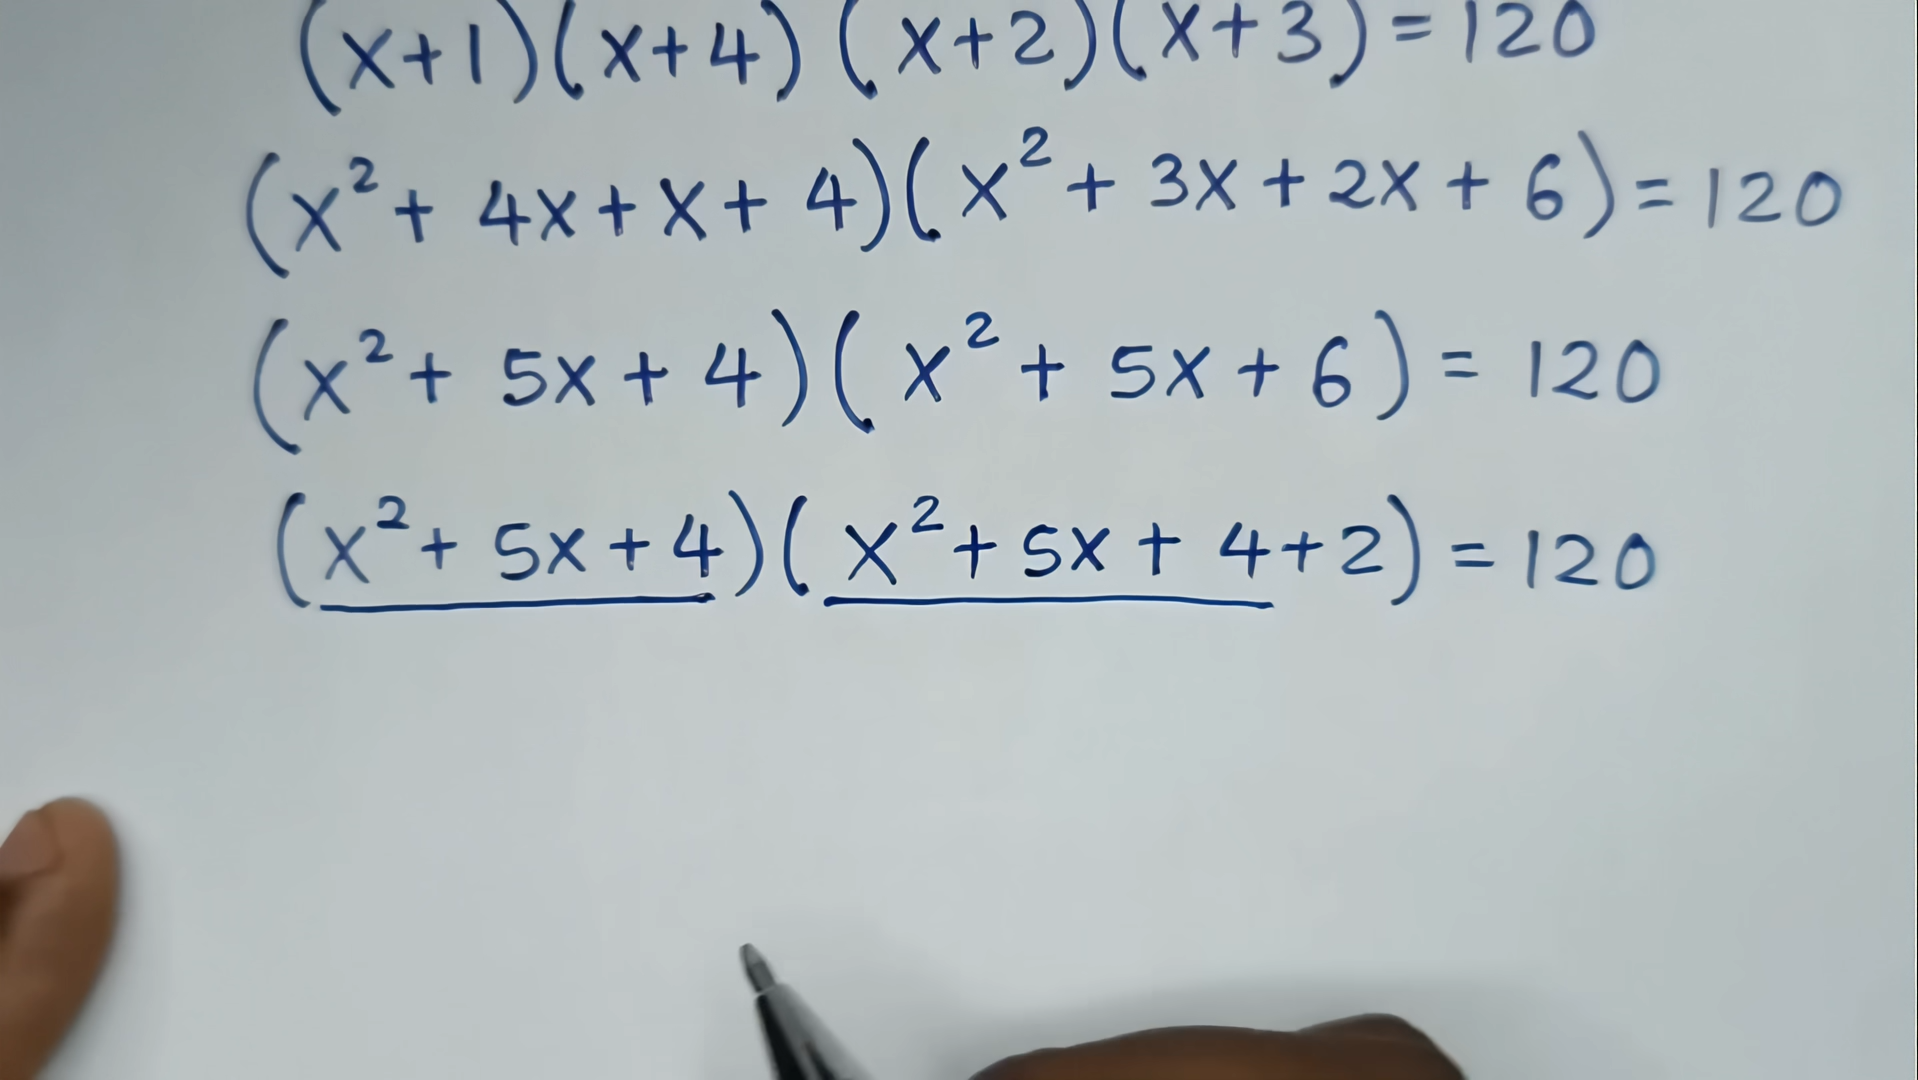 (x+1)(x+4)(x+2)(x+3) = 120
(x² + 4x + x + 4)(x² + 3x + 2x + 6) = 120
(x² + 5x + 4)(x² + 5x + 6) = 120
(x² + 5x + 4)(x² + 5x + 4 + 2) = 120